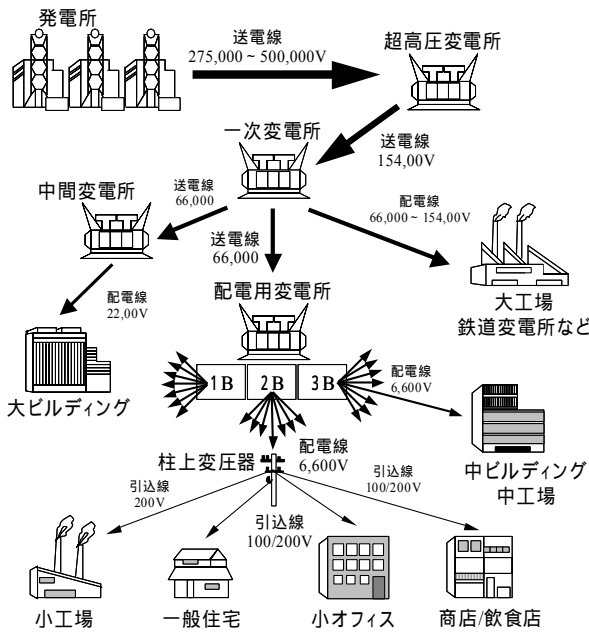 発電所
送電線
275,000 ~ 500,000V
超高圧変電所
一次変電所
送電線
154,00V
中間変電所
送電線
66,000
送電線
66,000
配電線
66,000 ~ 154,00V
配電線
22,00V
配電用変電所
大工場
鉄道変電所など
1B 2B 3B
配電線
6,600V
大ビルディング
柱上変圧器
配電線
6,600V
中ビルディング
中工場
引込線
200V
引込線
100/200V
引込線
100/200V
小工場
一般住宅
小オフィス
商店/飲食店